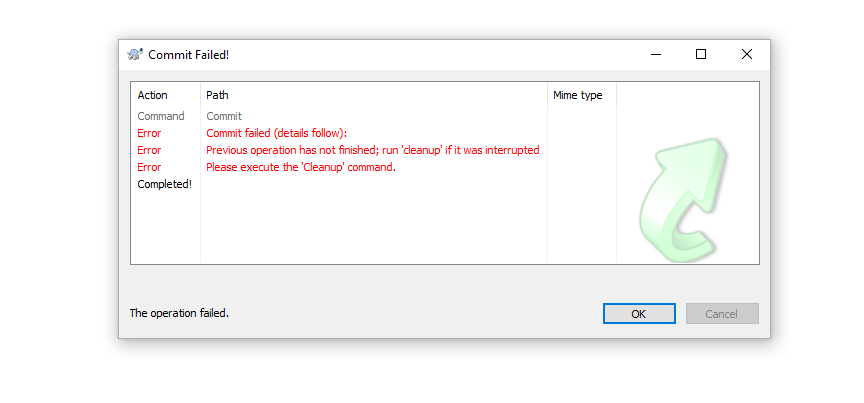 Commit Failed!
Action Path Mime type
Command Commit
Error Commit failed (details follow):
Error Previous operation has not finished; run 'cleanup' if it was interrupted
Error Please execute the 'Cleanup' command.
Completed!
The operation failed. OK Cancel